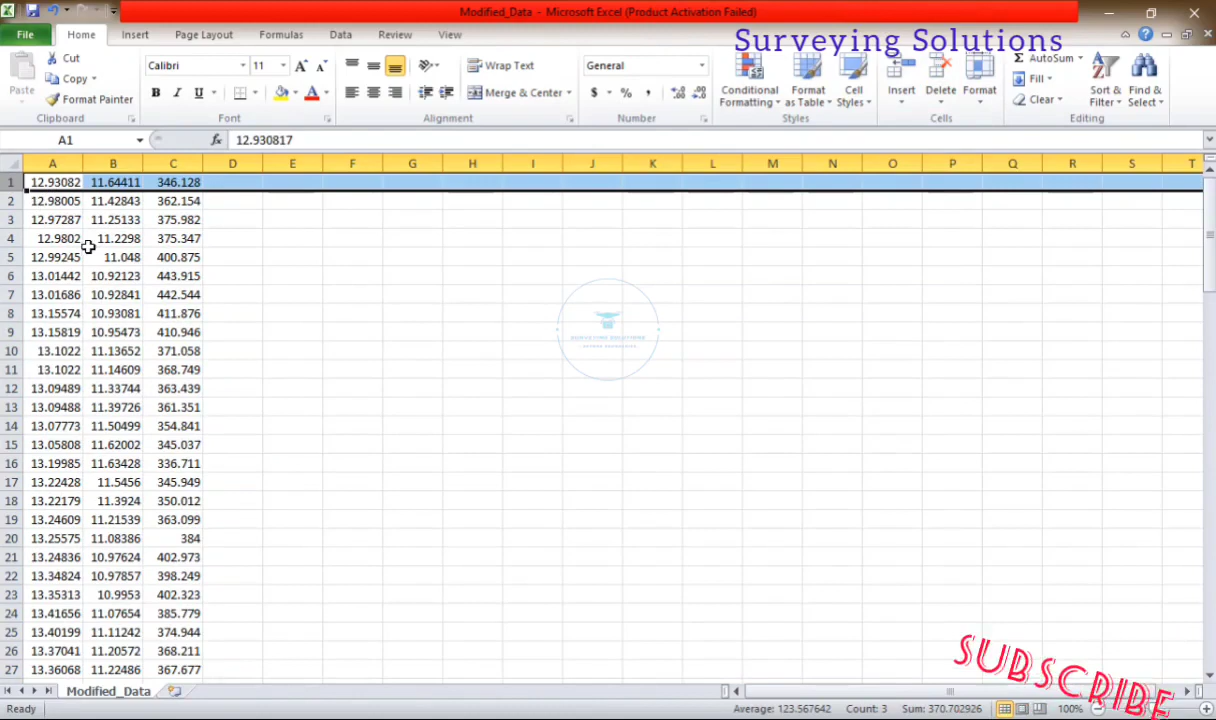 Modified_Data - Microsoft Excel (Product Activation Failed)
File Home Insert Page Layout Formulas Data Review View
Surveying Solutions
Paste Cut Copy Format Painter
Clipboard
Calibri 11 A A
B I U A
Font
Wrap Text
Merge & Center
Alignment
General
$ % ,
Number
Conditional Formatting Format as Table Cell Styles
Styles
Insert Delete Format
Cells
Σ AutoSum Fill Clear Sort & Filter Find & Select
Editing
A1 fx 12.930817
A B C D E F G H I J K L M N O P Q R S T
1 12.93082 11.64411 346.128
2 12.98005 11.42843 362.154
3 12.97287 11.25133 375.982
4 12.9802 11.2298 375.347
5 12.99245 11.048 400.875
6 13.01442 10.92123 443.915
7 13.01686 10.92841 442.544
8 13.15574 10.93081 411.876
9 13.15819 10.95473 410.946
10 13.1022 11.13652 371.058
11 13.1022 11.14609 368.749
12 13.09489 11.33744 363.439
13 13.09488 11.39726 361.351
14 13.07773 11.50499 354.841
15 13.05808 11.62002 345.037
16 13.19985 11.63428 336.711
17 13.22428 11.5456 345.949
18 13.22179 11.3924 350.012
19 13.24609 11.21539 363.099
20 13.25575 11.08386 384
21 13.24836 10.97624 402.973
22 13.34824 10.97857 398.249
23 13.35313 10.9953 402.323
24 13.41656 11.07654 385.779
25 13.40199 11.11242 374.944
26 13.37041 11.20572 368.211
27 13.36068 11.22486 367.677
SURVEYING SOLUTIONS
SUBSCRIBE
Modified_Data
Ready Average: 123.567642 Count: 3 Sum: 370.702926 100%